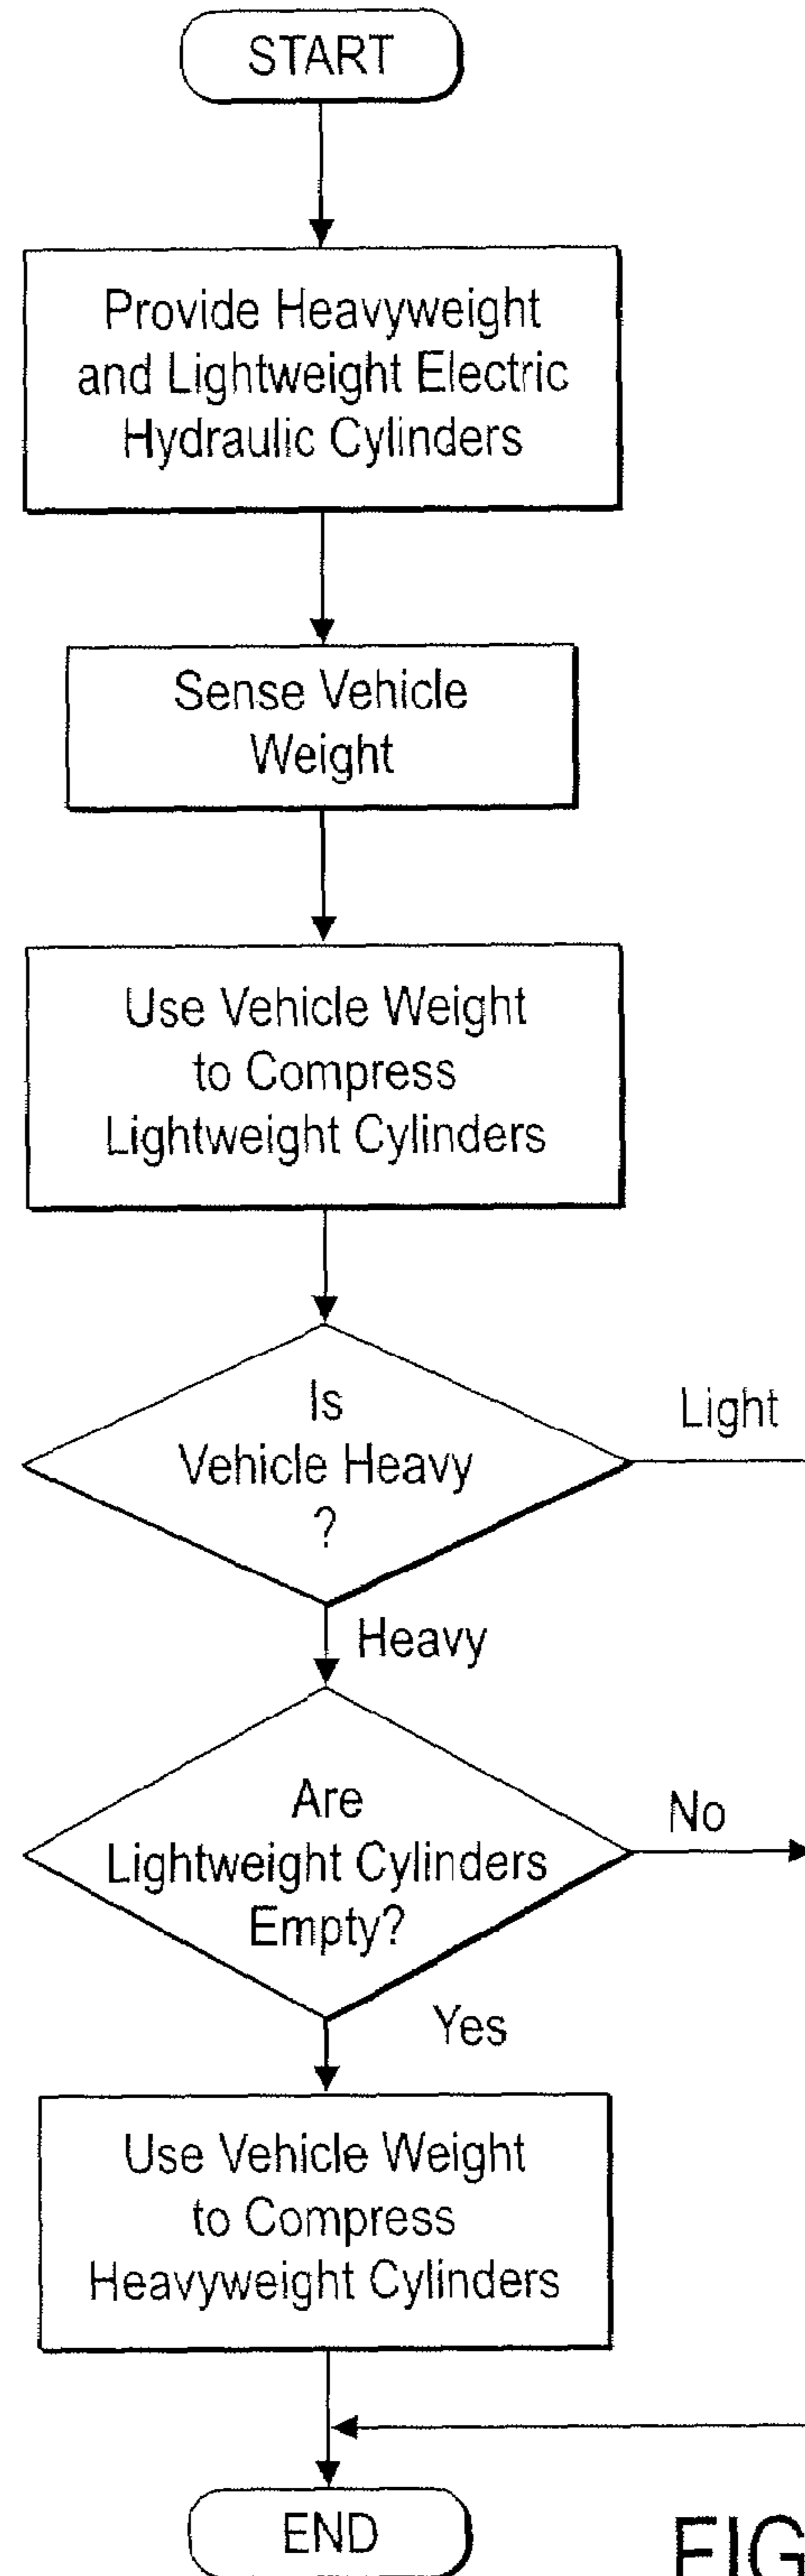 START
Provide Heavyweight
and Lightweight Electric
Hydraulic Cylinders
Sense Vehicle
Weight
Use Vehicle Weight
to Compress
Lightweight Cylinders
Is
Vehicle Heavy
?
Light
Heavy
Are
Lightweight Cylinders
Empty?
No
Yes
Use Vehicle Weight
to Compress
Heavyweight Cylinders
END
FIG